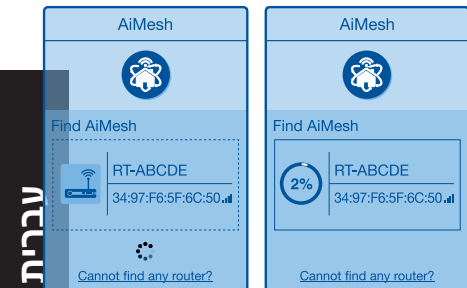 AiMesh
Find AiMesh
RT-ABCDE
34:97:F6:5F:6C:50
Cannot find any router?
AiMesh
Find AiMesh
2%
RT-ABCDE
34:97:F6:5F:6C:50
Cannot find any router?
עברית